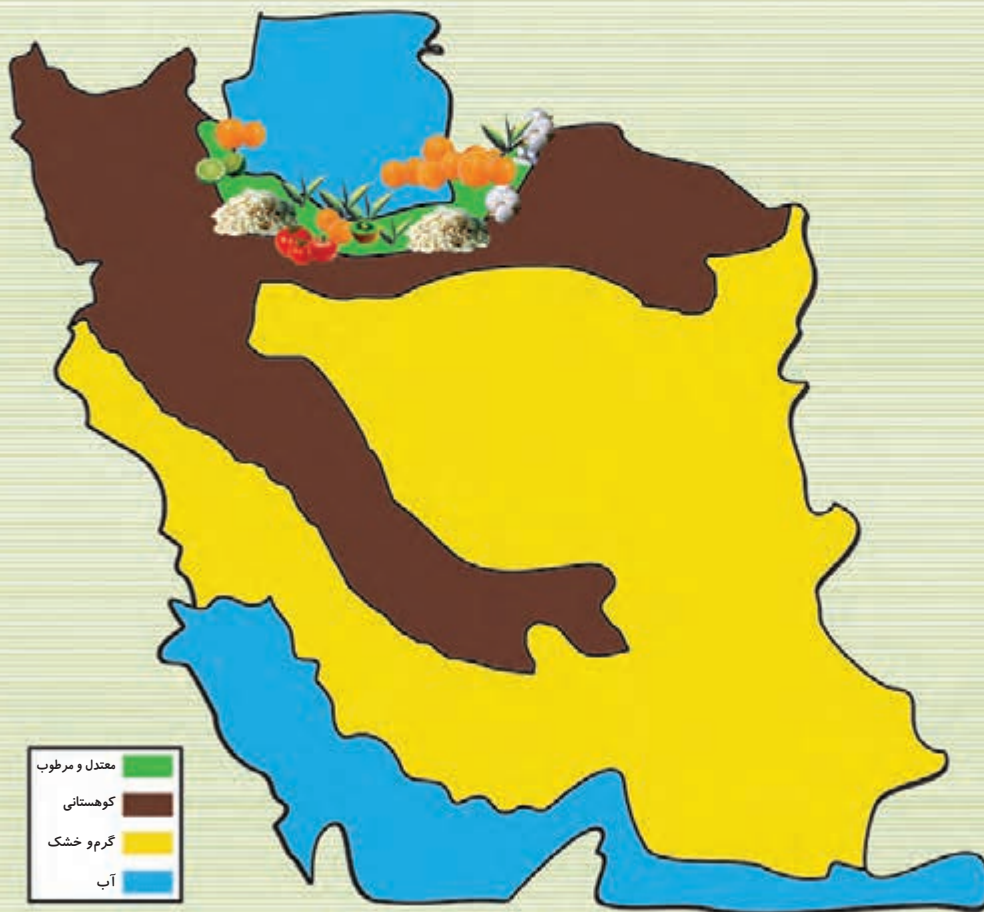 معتدل و مرطوب
کوهستانی
گرم و خشک
آب